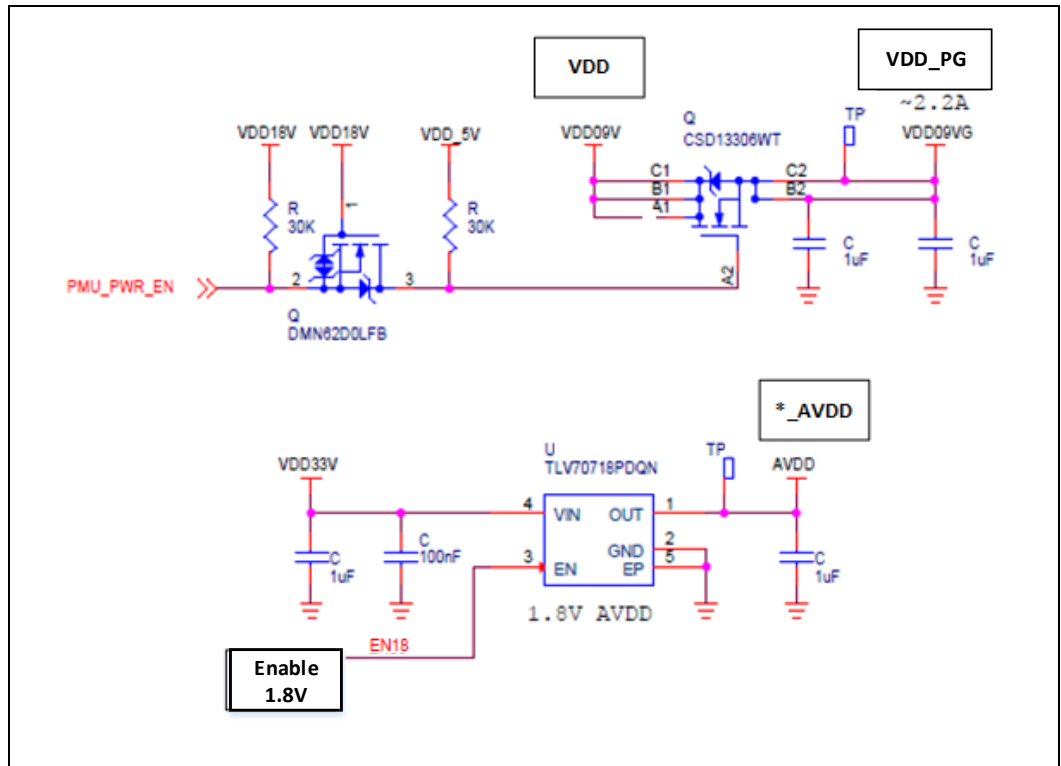 VDD
VDD_PG
~2.2A
VDD18V
VDD18V
VDD_5V
VDD09V
Q
CSD13306WT
TP
VDD09VG
C1
B1
A1
C2
B2
R
30K
1
R
30K
C
1uF
C
1uF
A2
PMU_PWR_EN
2
3
Q
DMN62D0LFB
*_AVDD
VDD33V
U
TLV70718PDQN
TP
AVDD
4
VIN
OUT
1
C
1uF
C
100nF
3
EN
GND
2
EP
5
C
1uF
1.8V AVDD
EN18
Enable
1.8V